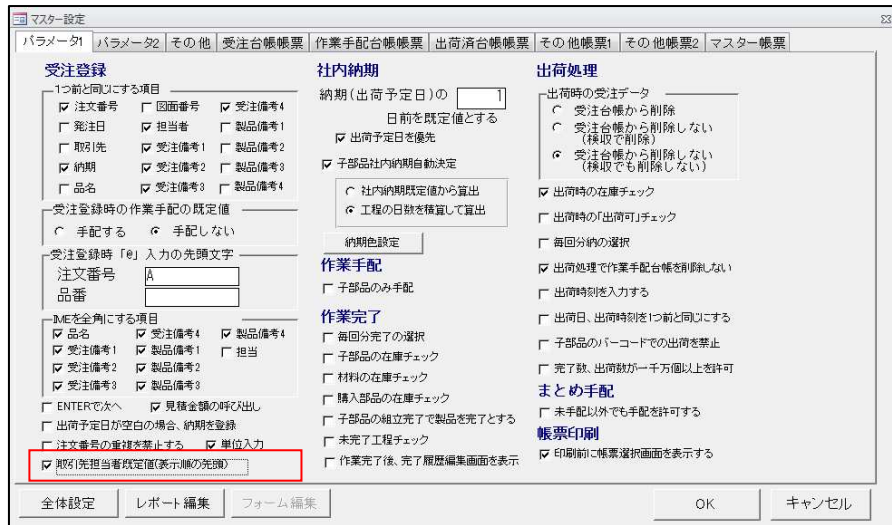 マスター設定
パラメータ1 パラメータ2 その他 受注台帳帳票 作業手配台帳帳票 出荷済台帳帳票 その他帳票1 その他帳票2 マスター帳票
受注登録
1つ前と同じにする項目
注文番号 図面番号 受注備考4
発注日 担当者 製品備考1
取引先 受注備考1 製品備考2
納期 受注備考2 製品備考3
品名 受注備考3 製品備考4
受注登録時の作業手配の既定値
手配する 手配しない
受注登録時「@」入力の先頭文字
注文番号 A
品番
IMEを全角にする項目
品名 受注備考4 製品備考4
受注備考1 製品備考1 担当
受注備考2 製品備考2
受注備考3 製品備考3
ENTERで次へ 見積金額の呼び出し
出荷予定日が空白の場合、納期を登録
注文番号の重複を禁止する 単位入力
取引先担当者既定値(表示順の先頭)
社内納期
納期(出荷予定日)の 1
日前を既定値とする
出荷予定日を優先
子部品社内納期自動決定
社内納期既定値から算出
工程の日数を積算して算出
納期色設定
作業手配
子部品のみ手配
作業完了
毎回分完了の選択
子部品の在庫チェック
材料の在庫チェック
購入部品の在庫チェック
子部品の組立完了で製品を完了とする
未完了工程チェック
作業完了後、完了履歴編集画面を表示
出荷処理
出荷時の受注データ
受注台帳から削除
受注台帳から削除しない
(検収で削除)
受注台帳から削除しない
(検収でも削除しない)
出荷時の在庫チェック
出荷時の「出荷可」チェック
毎回分納の選択
出荷処理で作業手配台帳を削除しない
出荷時刻を入力する
出荷日、出荷時刻を1つ前と同じにする
子部品のバーコードでの出荷を禁止
完了数、出荷数が一千万個以上を許可
まとめ手配
未手配以外でも手配を許可する
帳票印刷
印刷前に帳票選択画面を表示する
全体設定 レポート編集 フォーム編集 OK キャンセル